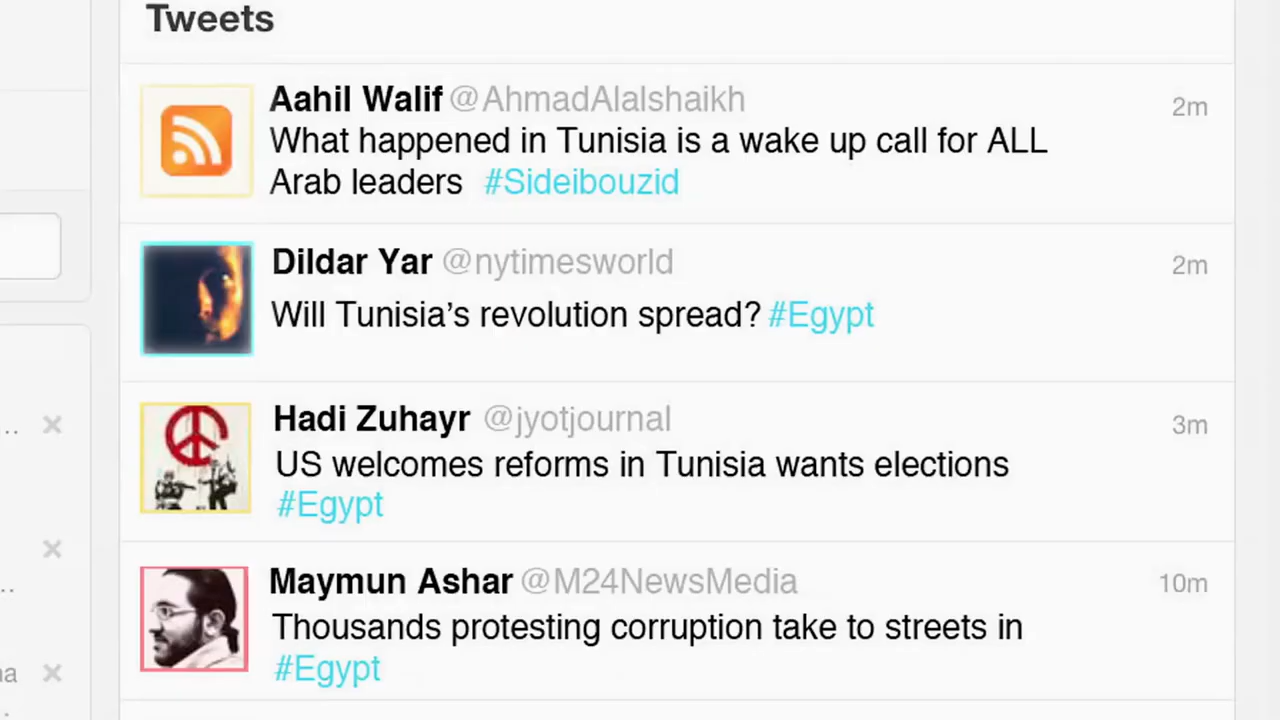 Tweets
Aahil Walif @AhmadAlalshaikh 2m
What happened in Tunisia is a wake up call for ALL
Arab leaders #Sideibouzid
Dildar Yar @nytimesworld 2m
Will Tunisia’s revolution spread? #Egypt
Hadi Zuhayr @jyotjournal 3m
US welcomes reforms in Tunisia wants elections
#Egypt
Maymun Ashar @M24NewsMedia 10m
Thousands protesting corruption take to streets in
#Egypt